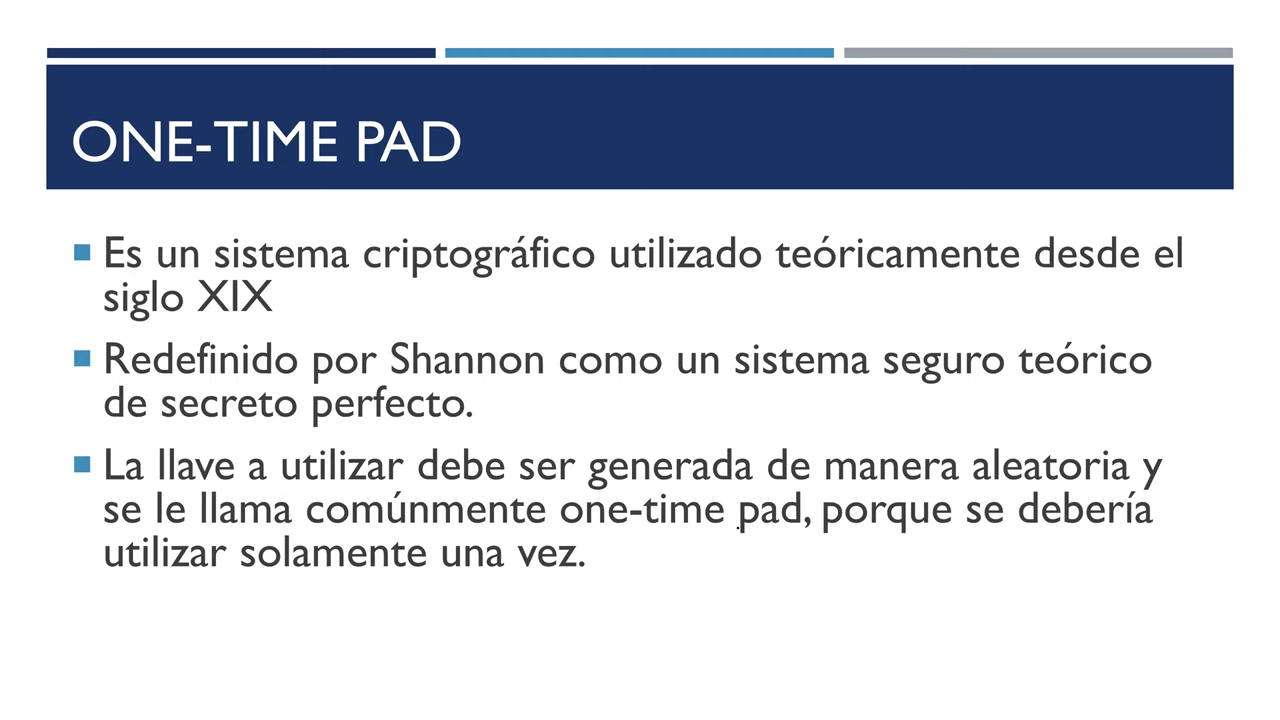 ONE-TIME PAD
Es un sistema criptográfico utilizado teóricamente desde el
siglo XIX
Redefinido por Shannon como un sistema seguro teórico
de secreto perfecto.
La llave a utilizar debe ser generada de manera aleatoria y
se le llama comúnmente one-time pad, porque se debería
utilizar solamente una vez.